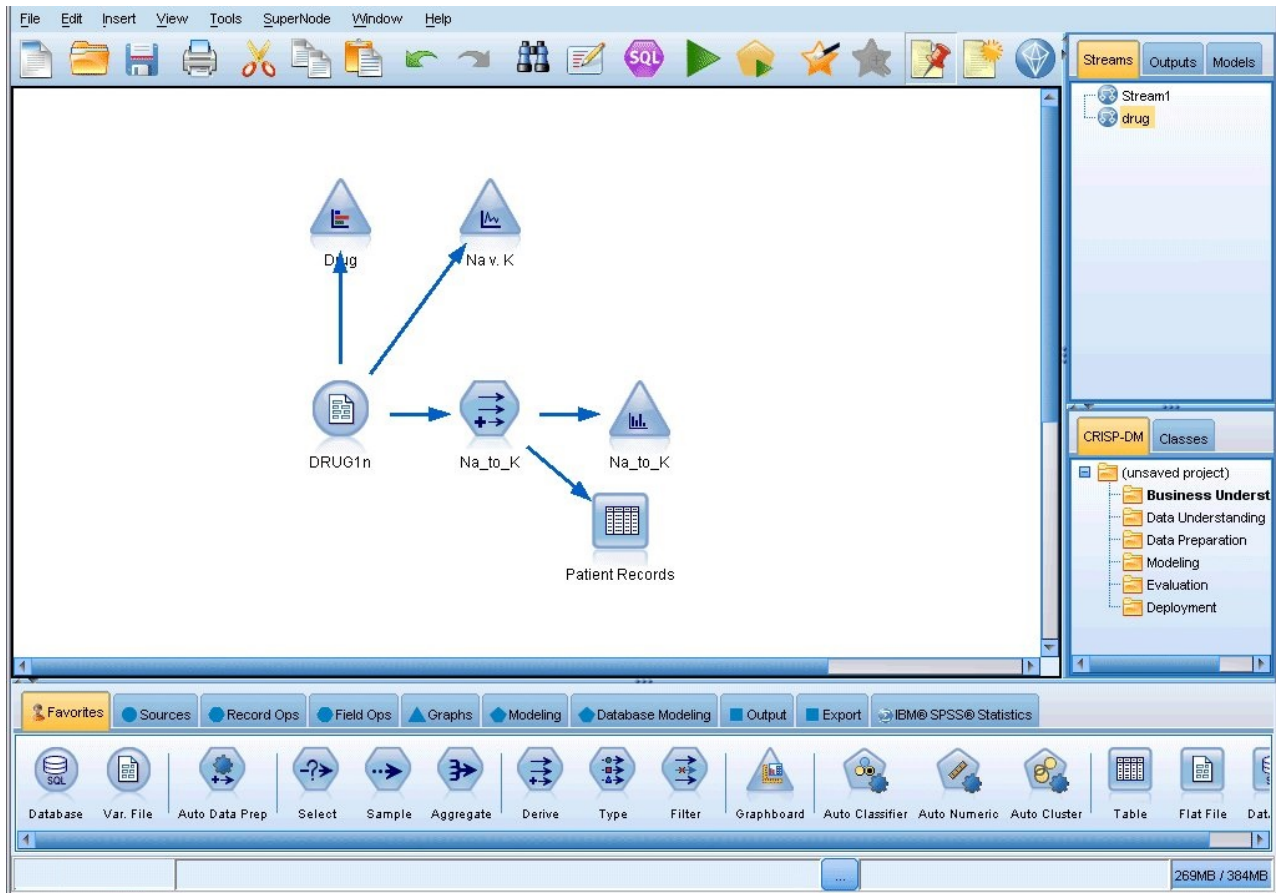 File Edit Insert View Tools SuperNode Window Help
SQL
Streams Outputs Models
Stream1
drug
Drug
Na v. K
DRUG1n
Na_to_K
Na_to_K
Patient Records
CRISP-DM Classes
(unsaved project)
Business Underst
Data Understanding
Data Preparation
Modeling
Evaluation
Deployment
Favorites Sources Record Ops Field Ops Graphs Modeling Database Modeling Output Export IBM® SPSS® Statistics
SQL
Database Var. File Auto Data Prep Select Sample Aggregate Derive Type Filter Graphboard Auto Classifier Auto Numeric Auto Cluster Table Flat File Dat
...
269MB / 384MB